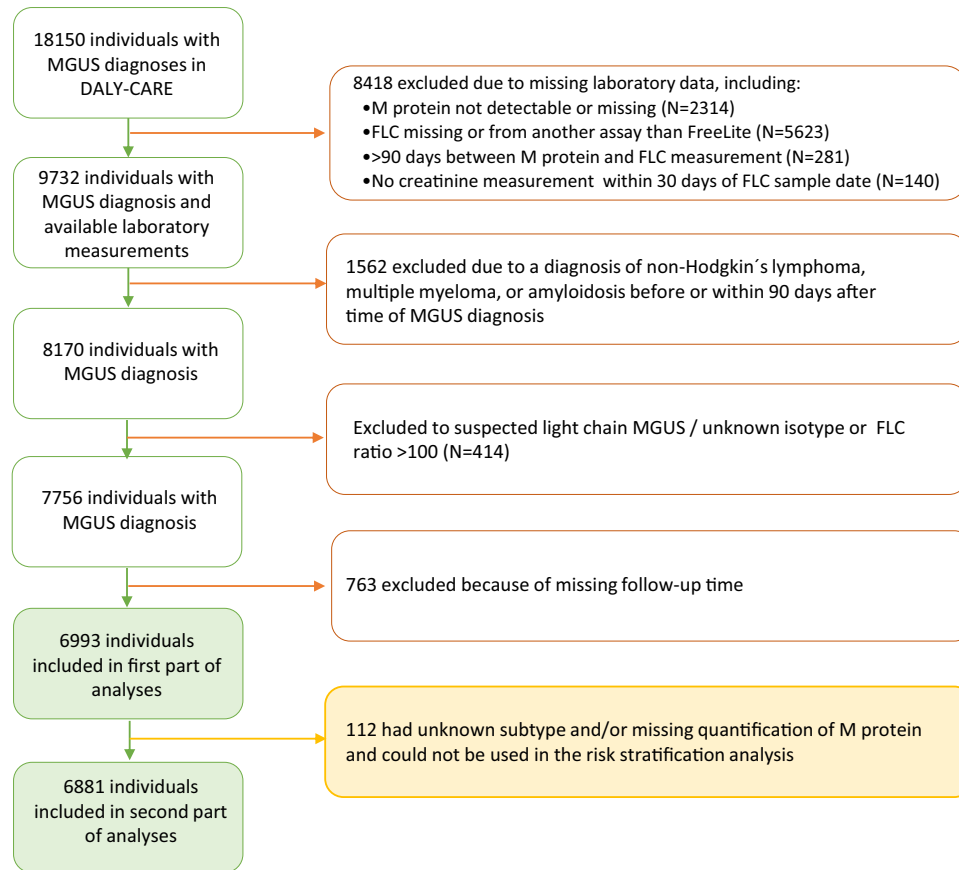 18150 individuals with
MGUS diagnoses in
DALY-CARE
8418 excluded due to missing laboratory data, including:
•M protein not detectable or missing (N=2314)
•FLC missing or from another assay than FreeLite (N=5623)
•>90 days between M protein and FLC measurement (N=281)
•No creatinine measurement within 30 days of FLC sample date (N=140)
9732 individuals with
MGUS diagnosis and
available laboratory
measurements
1562 excluded due to a diagnosis of non-Hodgkin´s lymphoma,
multiple myeloma, or amyloidosis before or within 90 days after
time of MGUS diagnosis
8170 individuals with
MGUS diagnosis
Excluded to suspected light chain MGUS / unknown isotype or FLC
ratio >100 (N=414)
7756 individuals with
MGUS diagnosis
763 excluded because of missing follow-up time
6993 individuals
included in first part of
analyses
112 had unknown subtype and/or missing quantification of M protein
and could not be used in the risk stratification analysis
6881 individuals
included in second part
of analyses